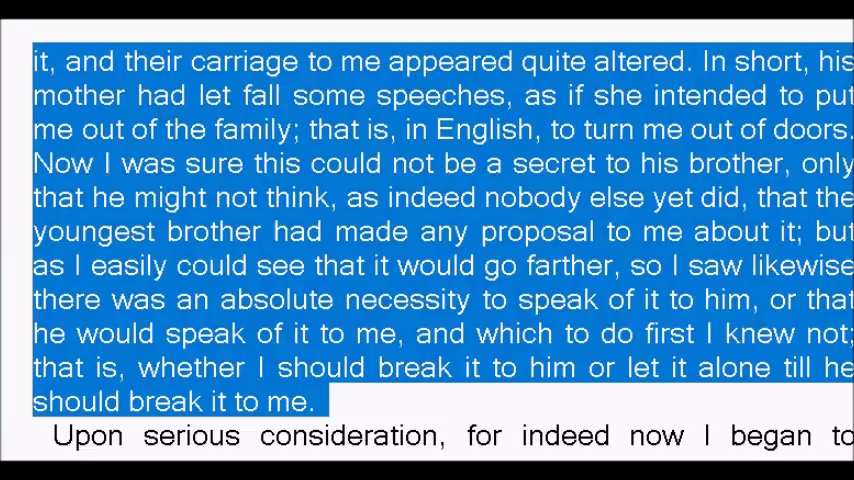 it, and their carriage to me appeared quite altered. In short, his
mother had let fall some speeches, as if she intended to put
me out of the family; that is, in English, to turn me out of doors.
Now I was sure this could not be a secret to his brother, only
that he might not think, as indeed nobody else yet did, that the
youngest brother had made any proposal to me about it; but
as I easily could see that it would go farther, so I saw likewise
there was an absolute necessity to speak of it to him, or that
he would speak of it to me, and which to do first I knew not;
that is, whether I should break it to him or let it alone till he
should break it to me.
Upon serious consideration, for indeed now I began to